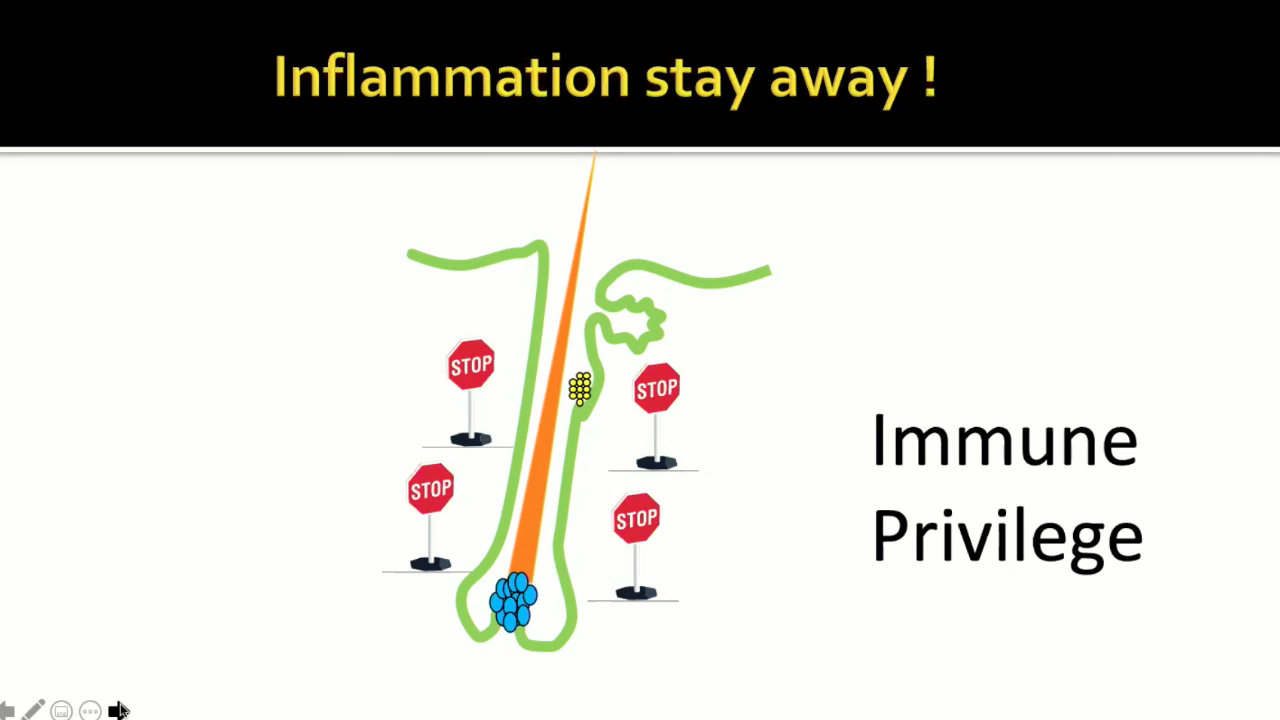 Inflammation stay away !
STOP
STOP
STOP
STOP
Immune
Privilege